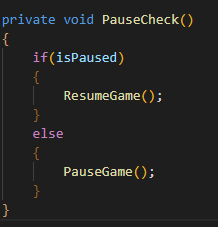 private void PauseCheck()
{
    if(isPaused)
    {
        ResumeGame();
    }
    else
    {
        PauseGame();
    }
}